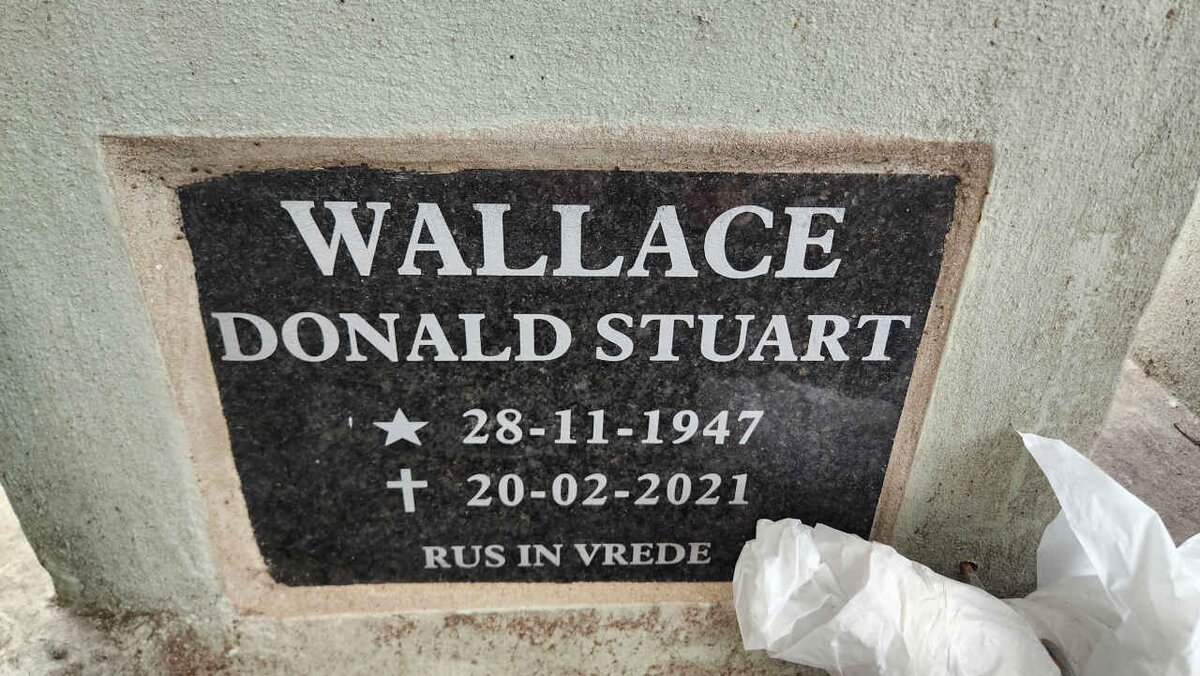 WALLACE
DONALD STUART
★ 28-11-1947
✝ 20-02-2021
RUS IN VREDE